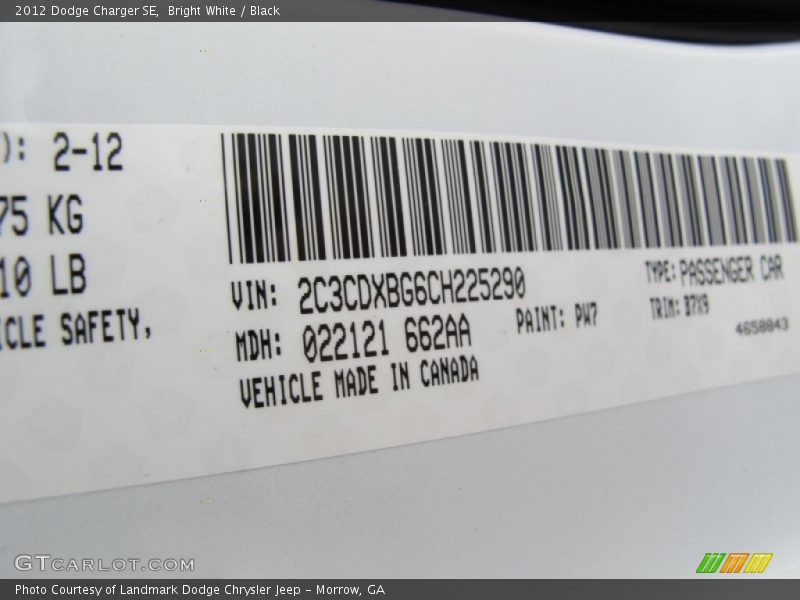 2012 Dodge Charger SE,  Bright White / Black
): 2-12
75 KG
10 LB
ICLE SAFETY,
VIN: 2C3CDXBG6CH225290
TYPE: PASSENGER CAR
MDH: 022121 662AA
PAINT: PW7
TRIM: B7X9
4658843
VEHICLE MADE IN CANADA
GTCARLOT.COM
Photo Courtesy of Landmark Dodge Chrysler Jeep – Morrow, GA